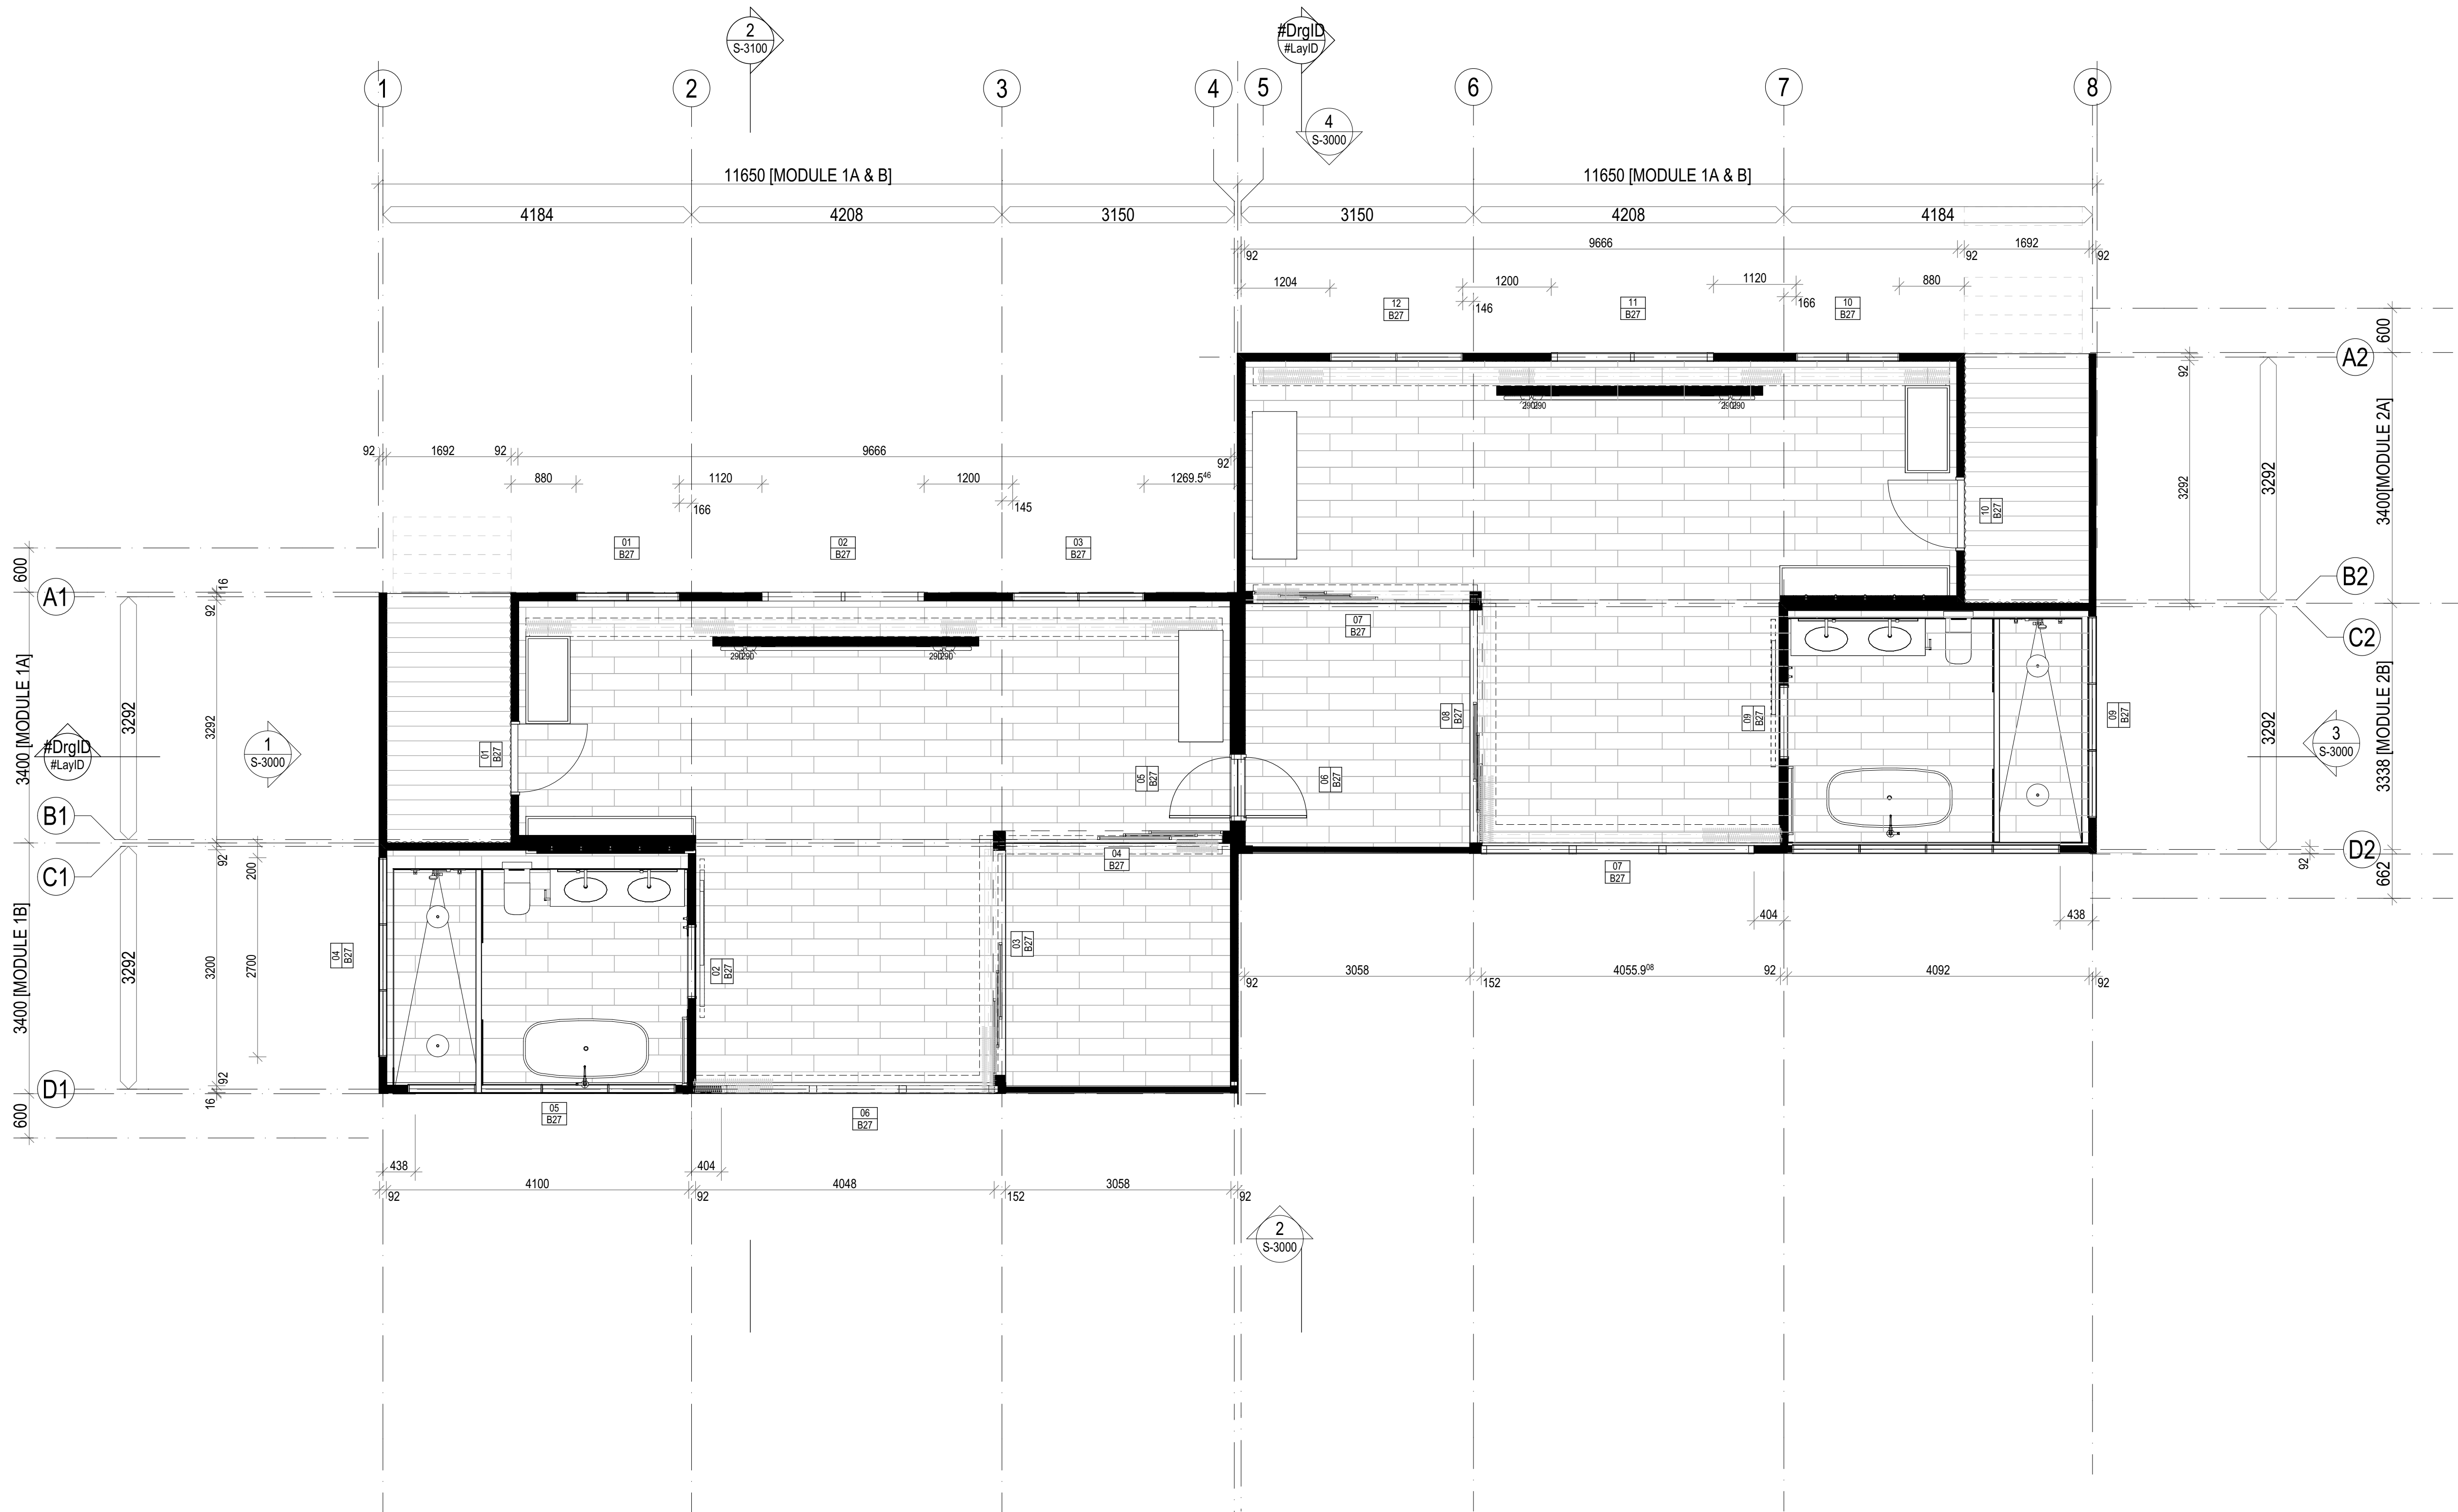 2
S-3100
#DrgID
#LayID
1
2
3
4
5
6
7
8
4
S-3000
11650 [MODULE 1A & B]
11650 [MODULE 1A & B]
4184
4208
3150
3150
4208
4184
92
9666
92
1692
92
1204
1200
146
1120
166
880
12
B27
11
B27
10
B27
600
A2
92
3400[MODULE 2A]
3292
3292
290290
290290
10
B27
92
1692
92
9666
92
880
1120
166
1200
145
1269.5⁴⁶
01
B27
02
B27
03
B27
600
16
A1
92
3400 [MODULE 1A]
3292
3292
#DrgID
#LayID
1
S-3000
290290
290290
01
B27
05
B27
06
B27
07
B27
08
B27
09
B27
09
B27
B2
C2
3292
3338 [MODULE 2B]
3
S-3000
D2
92
662
B1
C1
92
200
3400 [MODULE 1B]
3292
3200
2700
04
B27
02
B27
03
B27
04
B27
07
B27
404
438
92
3058
152
4055.9⁰⁸
92
4092
92
D1
92
16
600
05
B27
06
B27
438
404
92
4100
92
4048
152
3058
92
2
S-3000